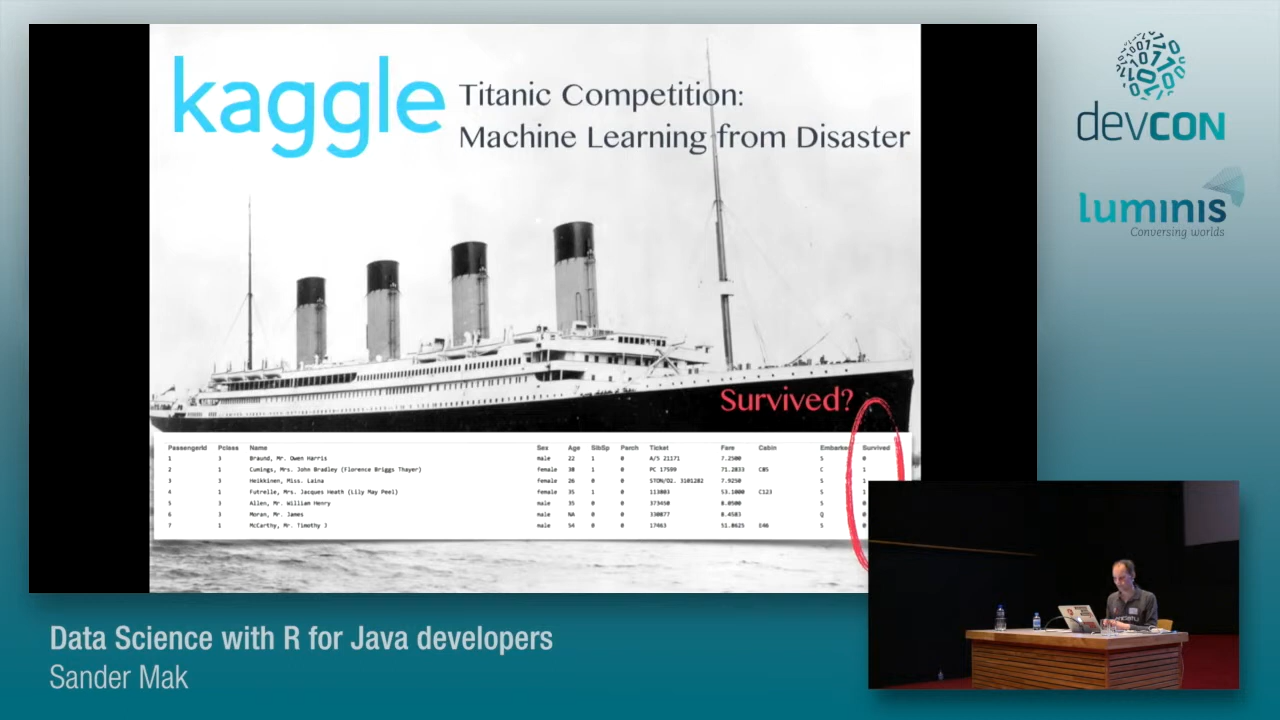 kaggle
Titanic Competition:
Machine Learning from Disaster
Survived?
PassengerId Pclass Name Sex Age SibSp Parch Ticket Fare Cabin Embarked Survived
1 3 Braund, Mr. Owen Harris male 22 1 0 A/5 21171 7.2500 S 0
2 1 Cumings, Mrs. John Bradley (Florence Briggs Thayer) female 38 1 0 PC 17599 71.2833 C85 C 1
3 3 Heikkinen, Miss. Laina female 26 0 0 STON/O2. 3101282 7.9250 S 1
4 1 Futrelle, Mrs. Jacques Heath (Lily May Peel) female 35 1 0 113803 53.1000 C123 S 1
5 3 Allen, Mr. William Henry male 35 0 0 373450 8.0500 S 0
6 3 Moran, Mr. James male NA 0 0 330877 8.4583 Q 0
7 1 McCarthy, Mr. Timothy J male 54 0 0 17463 51.8625 E46 S 0
devCON
luminis
Conversing worlds
Data Science with R for Java developers
Sander Mak